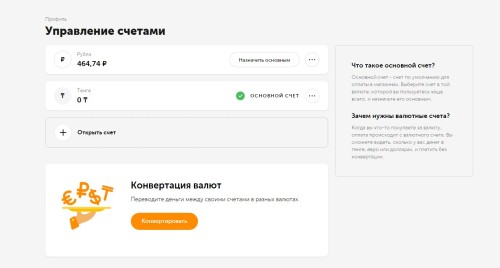 Профиль
Управление счетами
₽
Рубли
464,74 ₽
Назначить основным
₸
Тенге
0 ₸
ОСНОВНОЙ СЧЕТ
Открыть счет
Конвертация валют
Переводите деньги между своими счетами в разных валютах.
Конвертировать
Что такое основной счет?
Основной счет - счет по умолчанию для
оплаты в магазинах. Выберите счет в той
валюте, которой вы пользуетесь чаще
всего, и назначьте его основным.
Зачем нужны валютные счета?
Когда вы что-то покупаете за валюту,
оплата происходит с валютного счета. Вы
сможете видеть, сколько у вас денег в
тенге, евро или долларах, и платить без
конвертации.